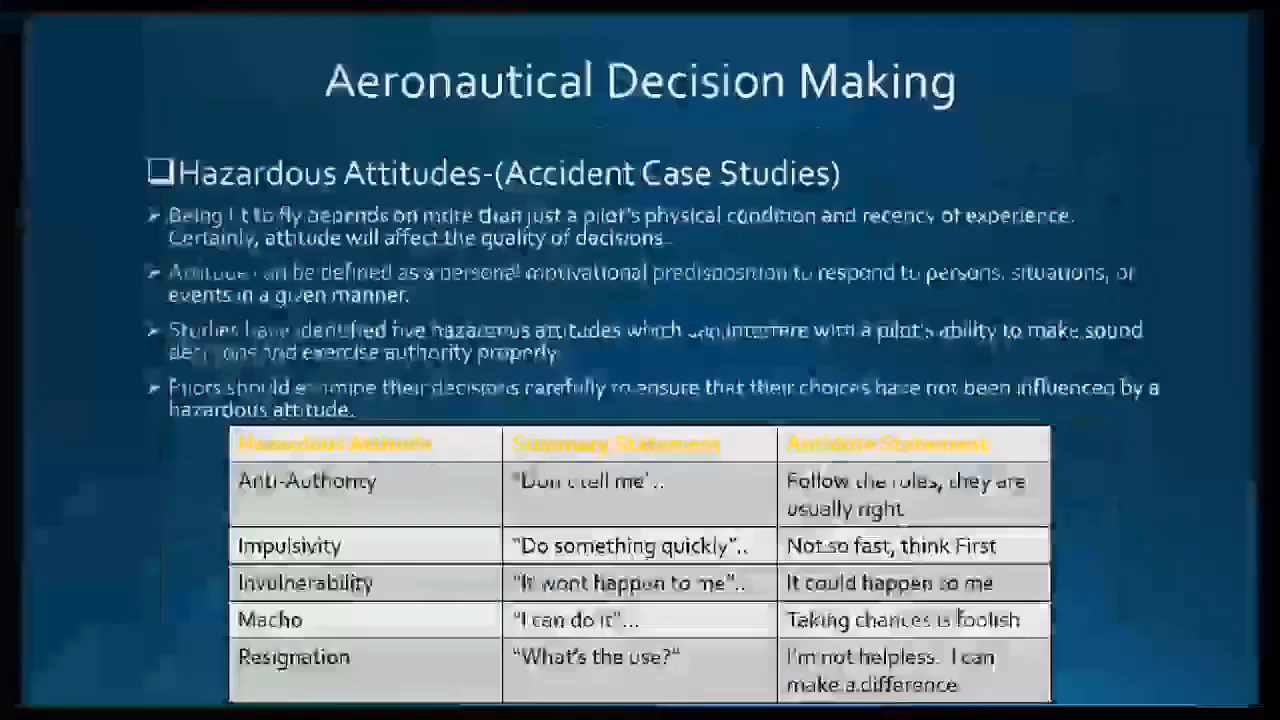 Aeronautical Decision Making
Hazardous Attitudes-(Accident Case Studies)
Being fit to fly depends on more than just a pilot's physical condition and recency of experience.
Certainly, attitude will affect the quality of decisions.
Attitude can be defined as a personal motivational predisposition to respond to persons, situations, or
events in a given manner.
Studies have identified five hazardous attitudes which can interfere with a pilot's ability to make sound
decisions and exercise authority properly
Pilots should examine their decisions carefully to ensure that their choices have not been influenced by a
hazardous attitude.
Hazardous Attitude Summary Statement Antidote Statement
Anti-Authority "Don't tell me".. Follow the rules, they are
usually right
Impulsivity "Do something quickly".. Not so fast, think First
Invulnerability "It wont happen to me".. It could happen to me
Macho "I can do it"... Taking chances is foolish
Resignation "What's the use?" I'm not helpless. I can
make a difference